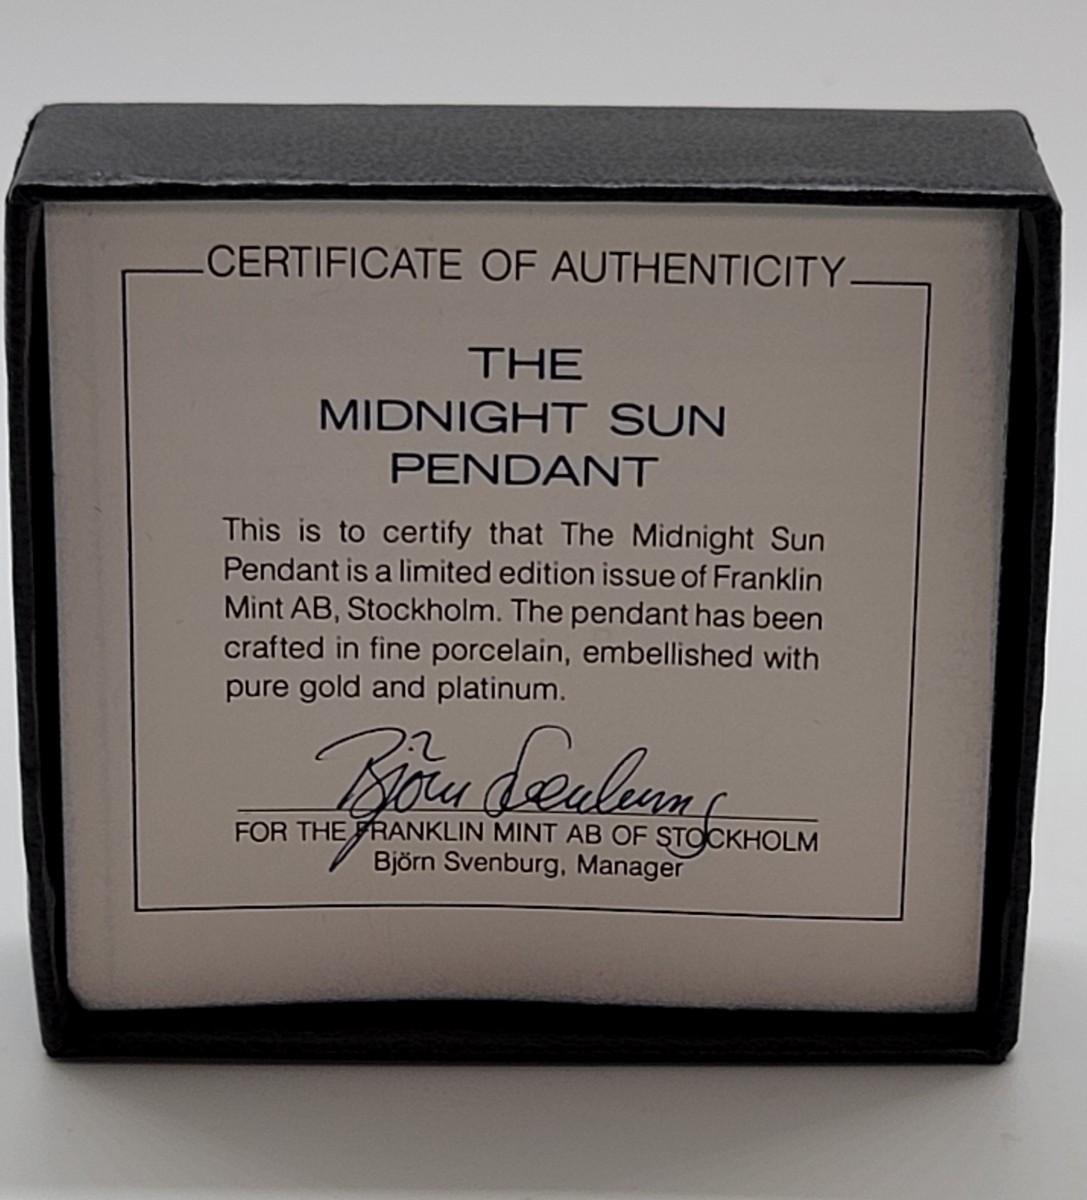 CERTIFICATE OF AUTHENTICITY
THE
MIDNIGHT SUN
PENDANT
This is to certify that The Midnight Sun
Pendant is a limited edition issue of Franklin
Mint AB, Stockholm. The pendant has been
crafted in fine porcelain, embellished with
pure gold and platinum.
Björn Svenburg
FOR THE FRANKLIN MINT AB OF STOCKHOLM
Björn Svenburg, Manager